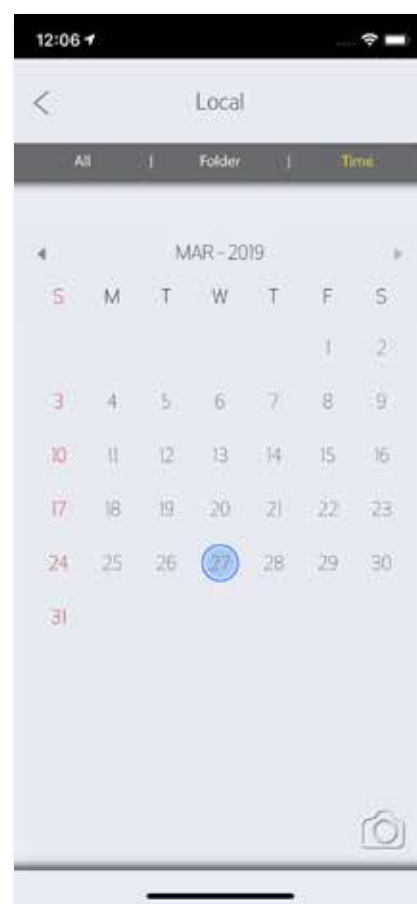 12:06
Local
All | Folder | Time
MAR - 2019
S M T W T F S
1 2
3 4 5 6 7 8 9
10 11 12 13 14 15 16
17 18 19 20 21 22 23
24 25 26 27 28 29 30
31